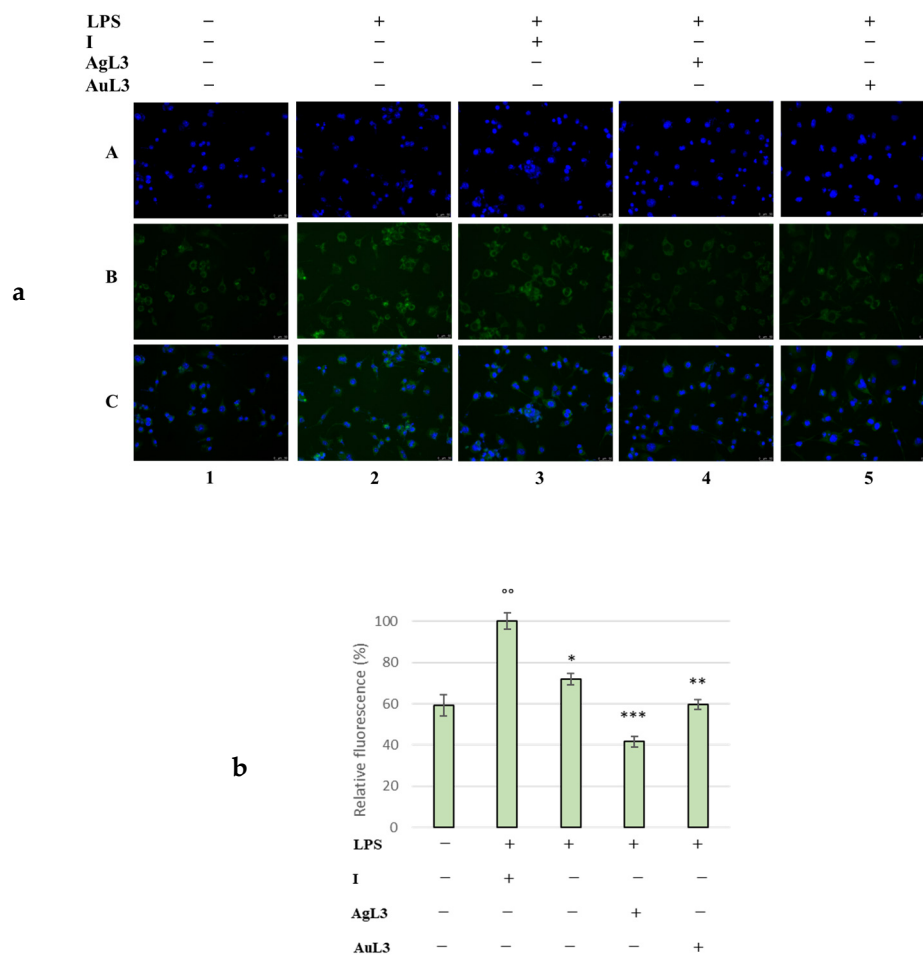 LPS − + + + +
I − − + − −
AgL3 − − − + −
AuL3 − − − − +
A
B
a
C
1 2 3 4 5
°°
*
**
***
Relative fluorescence (%)
100
80
60
40
20
0
b
LPS − + + + +
I − + − − −
AgL3 − − − + −
AuL3 − − − − +